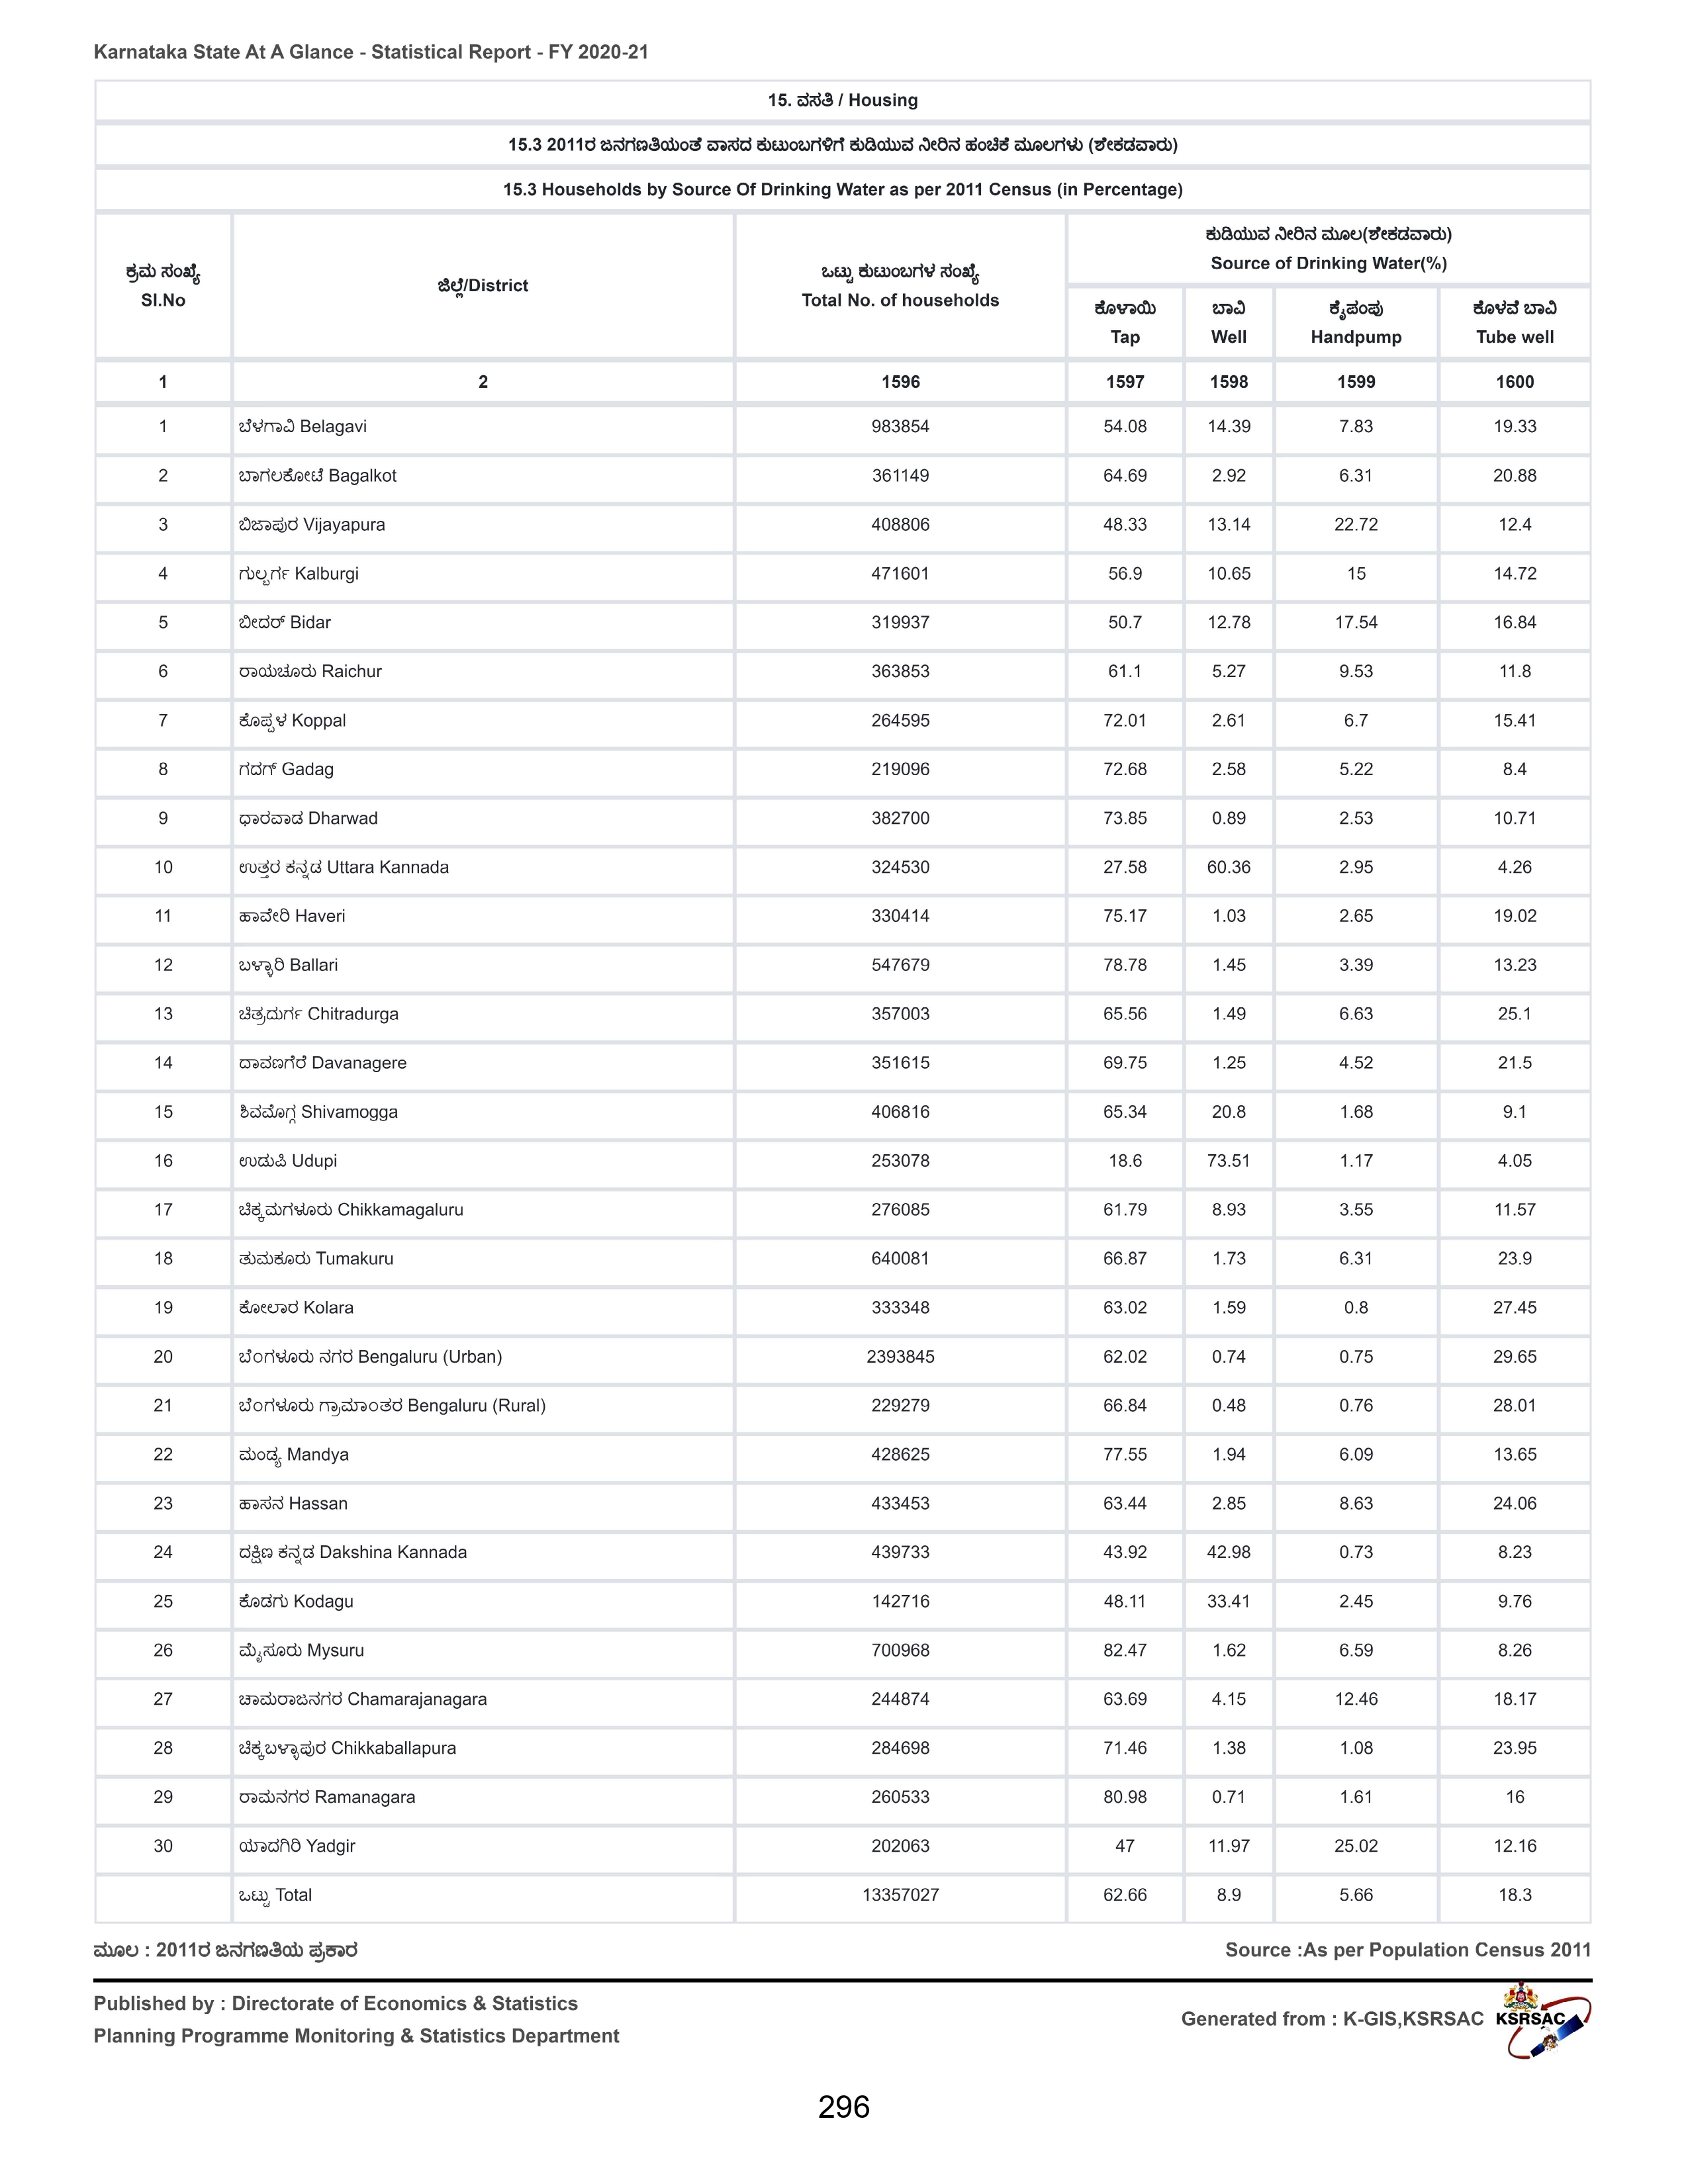 Karnataka State At A Glance - Statistical Report - FY 2020-21
15. ವಸತಿ / Housing
15.3 2011ರ ಜನಗಣತಿಯಂತೆ ವಾಸದ ಕುಟುಂಬಗಳಿಗೆ ಕುಡಿಯುವ ನೀರಿನ ಹಂಚಿಕೆ ಮೂಲಗಳು (ಶೇಕಡವಾರು)
15.3 Households by Source Of Drinking Water as per 2011 Census (in Percentage)
ಕ್ರಮ ಸಂಖ್ಯೆ Sl.No ಜಿಲ್ಲೆ/District ಒಟ್ಟು ಕುಟುಂಬಗಳ ಸಂಖ್ಯೆ Total No. of households
ಕುಡಿಯುವ ನೀರಿನ ಮೂಲ(ಶೇಕಡವಾರು)
Source of Drinking Water(%)
ಕೊಳಾಯಿ ಬಾವಿ ಕೈಪಂಪು ಕೊಳವೆ ಬಾವಿ
Tap Well Handpump Tube well
1 2 1596 1597 1598 1599 1600
1 ಬೆಳಗಾವಿ Belagavi 983854 54.08 14.39 7.83 19.33
2 ಬಾಗಲಕೋಟೆ Bagalkot 361149 64.69 2.92 6.31 20.88
3 ಬಿಜಾಪುರ Vijayapura 408806 48.33 13.14 22.72 12.4
4 ಗುಲ್ಬರ್ಗ Kalburgi 471601 56.9 10.65 15 14.72
5 ಬೀದರ್ Bidar 319937 50.7 12.78 17.54 16.84
6 ರಾಯಚೂರು Raichur 363853 61.1 5.27 9.53 11.8
7 ಕೊಪ್ಪಳ Koppal 264595 72.01 2.61 6.7 15.41
8 ಗದಗ್ Gadag 219096 72.68 2.58 5.22 8.4
9 ಧಾರವಾಡ Dharwad 382700 73.85 0.89 2.53 10.71
10 ಉತ್ತರ ಕನ್ನಡ Uttara Kannada 324530 27.58 60.36 2.95 4.26
11 ಹಾವೇರಿ Haveri 330414 75.17 1.03 2.65 19.02
12 ಬಳ್ಳಾರಿ Ballari 547679 78.78 1.45 3.39 13.23
13 ಚಿತ್ರದುರ್ಗ Chitradurga 357003 65.56 1.49 6.63 25.1
14 ದಾವಣಗೆರೆ Davanagere 351615 69.75 1.25 4.52 21.5
15 ಶಿವಮೊಗ್ಗ Shivamogga 406816 65.34 20.8 1.68 9.1
16 ಉಡುಪಿ Udupi 253078 18.6 73.51 1.17 4.05
17 ಚಿಕ್ಕಮಗಳೂರು Chikkamagaluru 276085 61.79 8.93 3.55 11.57
18 ತುಮಕೂರು Tumakuru 640081 66.87 1.73 6.31 23.9
19 ಕೋಲಾರ Kolara 333348 63.02 1.59 0.8 27.45
20 ಬೆಂಗಳೂರು ನಗರ Bengaluru (Urban) 2393845 62.02 0.74 0.75 29.65
21 ಬೆಂಗಳೂರು ಗ್ರಾಮಾಂತರ Bengaluru (Rural) 229279 66.84 0.48 0.76 28.01
22 ಮಂಡ್ಯ Mandya 428625 77.55 1.94 6.09 13.65
23 ಹಾಸನ Hassan 433453 63.44 2.85 8.63 24.06
24 ದಕ್ಷಿಣ ಕನ್ನಡ Dakshina Kannada 439733 43.92 42.98 0.73 8.23
25 ಕೊಡಗು Kodagu 142716 48.11 33.41 2.45 9.76
26 ಮೈಸೂರು Mysuru 700968 82.47 1.62 6.59 8.26
27 ಚಾಮರಾಜನಗರ Chamarajanagara 244874 63.69 4.15 12.46 18.17
28 ಚಿಕ್ಕಬಳ್ಳಾಪುರ Chikkaballapura 284698 71.46 1.38 1.08 23.95
29 ರಾಮನಗರ Ramanagara 260533 80.98 0.71 1.61 16
30 ಯಾದಗಿರಿ Yadgir 202063 47 11.97 25.02 12.16
ಒಟ್ಟು Total 13357027 62.66 8.9 5.66 18.3
ಮೂಲ : 2011ರ ಜನಗಣತಿಯ ಪ್ರಕಾರ Source :As per Population Census 2011
Published by : Directorate of Economics & Statistics
Planning Programme Monitoring & Statistics Department
Generated from : K-GIS,KSRSAC KSRSAC
296